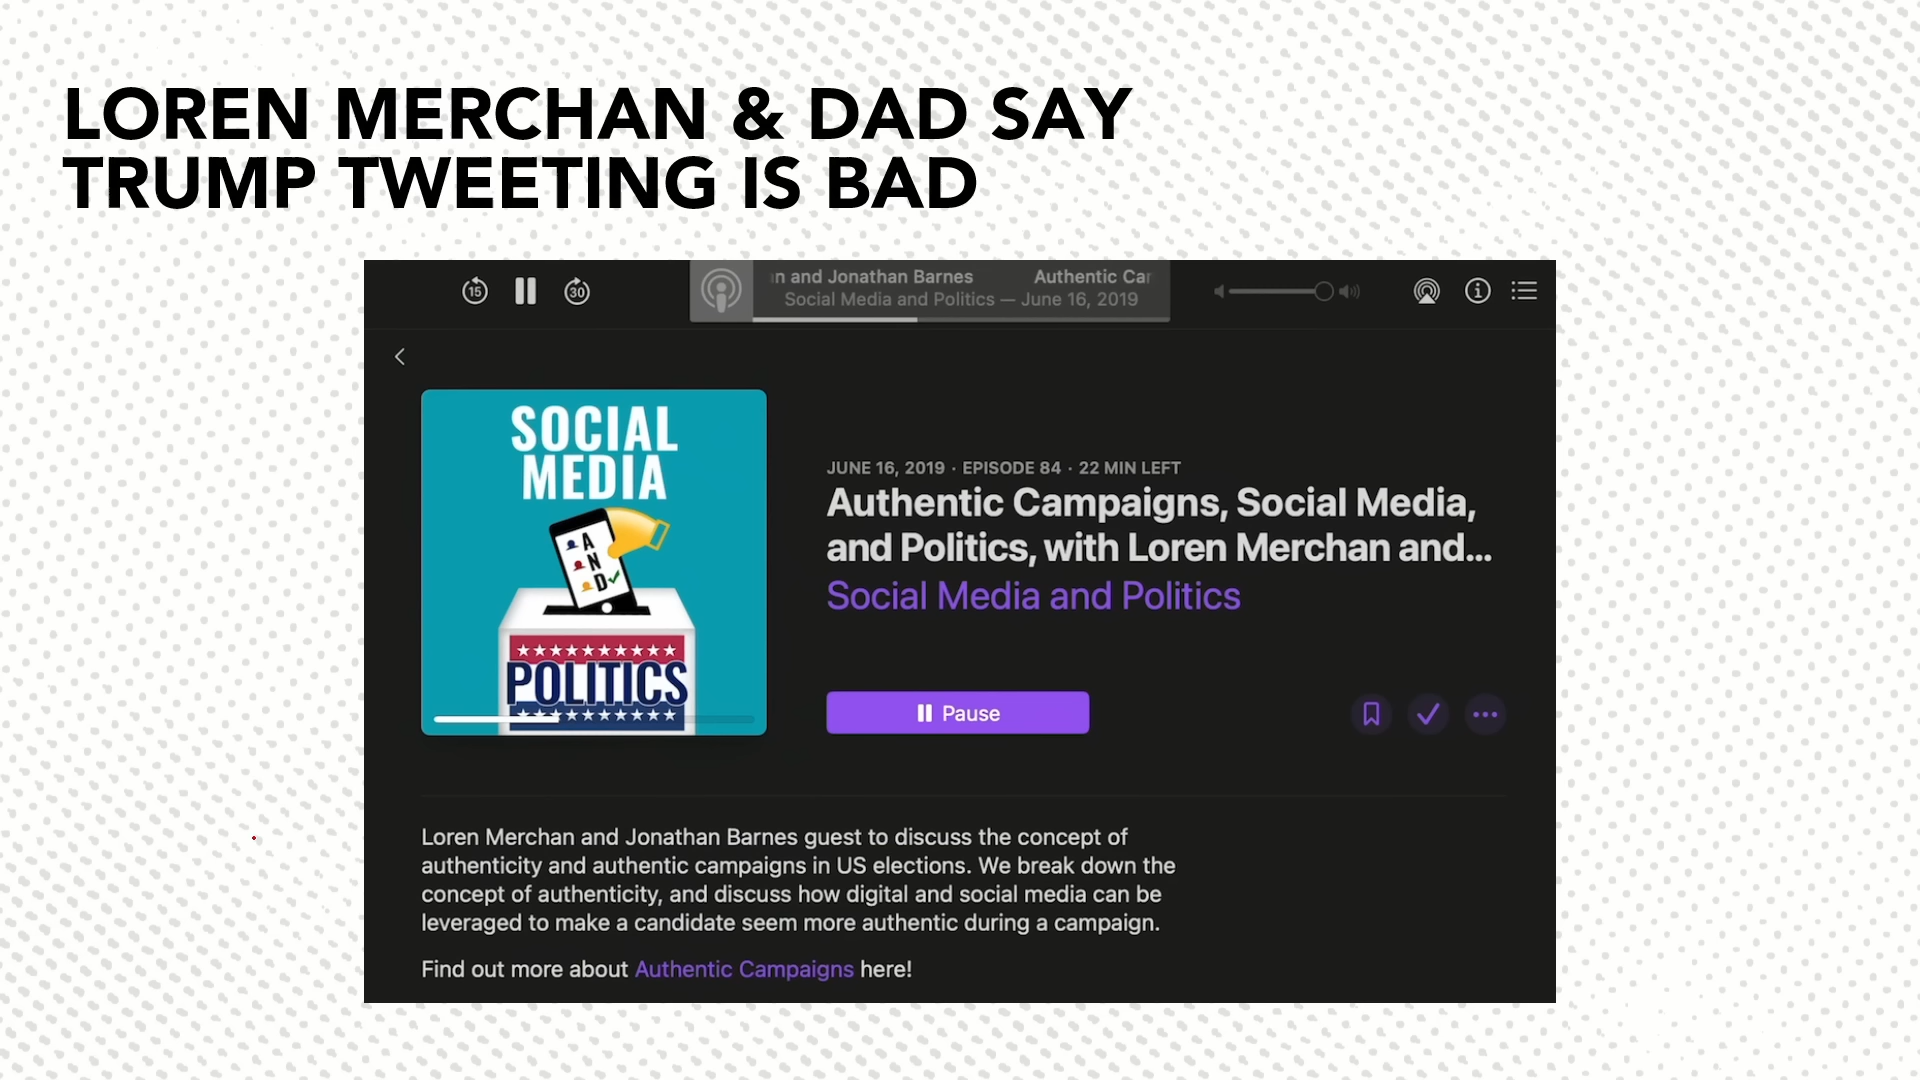 LOREN MERCHAN & DAD SAY
TRUMP TWEETING IS BAD
15
30
and Jonathan Barnes
Authentic
Social Media and Politics — June 16, 2019
SOCIAL
MEDIA
A
N
D
POLITICS
JUNE 16, 2019 · EPISODE 84 · 22 MIN LEFT
Authentic Campaigns, Social Media,
and Politics, with Loren Merchan and...
Social Media and Politics
Pause
Loren Merchan and Jonathan Barnes guest to discuss the concept of
authenticity and authentic campaigns in US elections. We break down the
concept of authenticity, and discuss how digital and social media can be
leveraged to make a candidate seem more authentic during a campaign.
Find out more about Authentic Campaigns here!